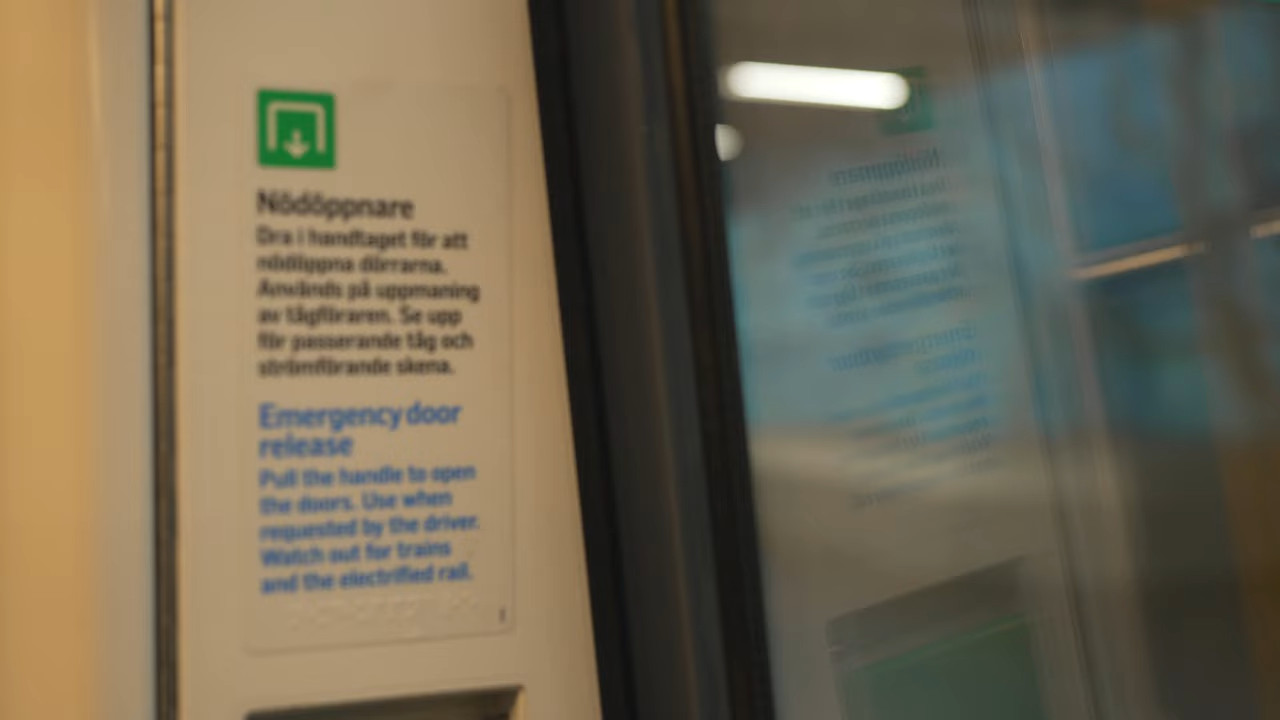 Nödöppnare
Dra i handtaget för att
nödöppna dörrarna.
Används på uppmaning
av tågföraren. Se upp
för passerande tåg och
strömförande skena.
Emergency door
release
Pull the handle to open
the doors. Use when
requested by the driver.
Watch out for trains
and the electrified rail.